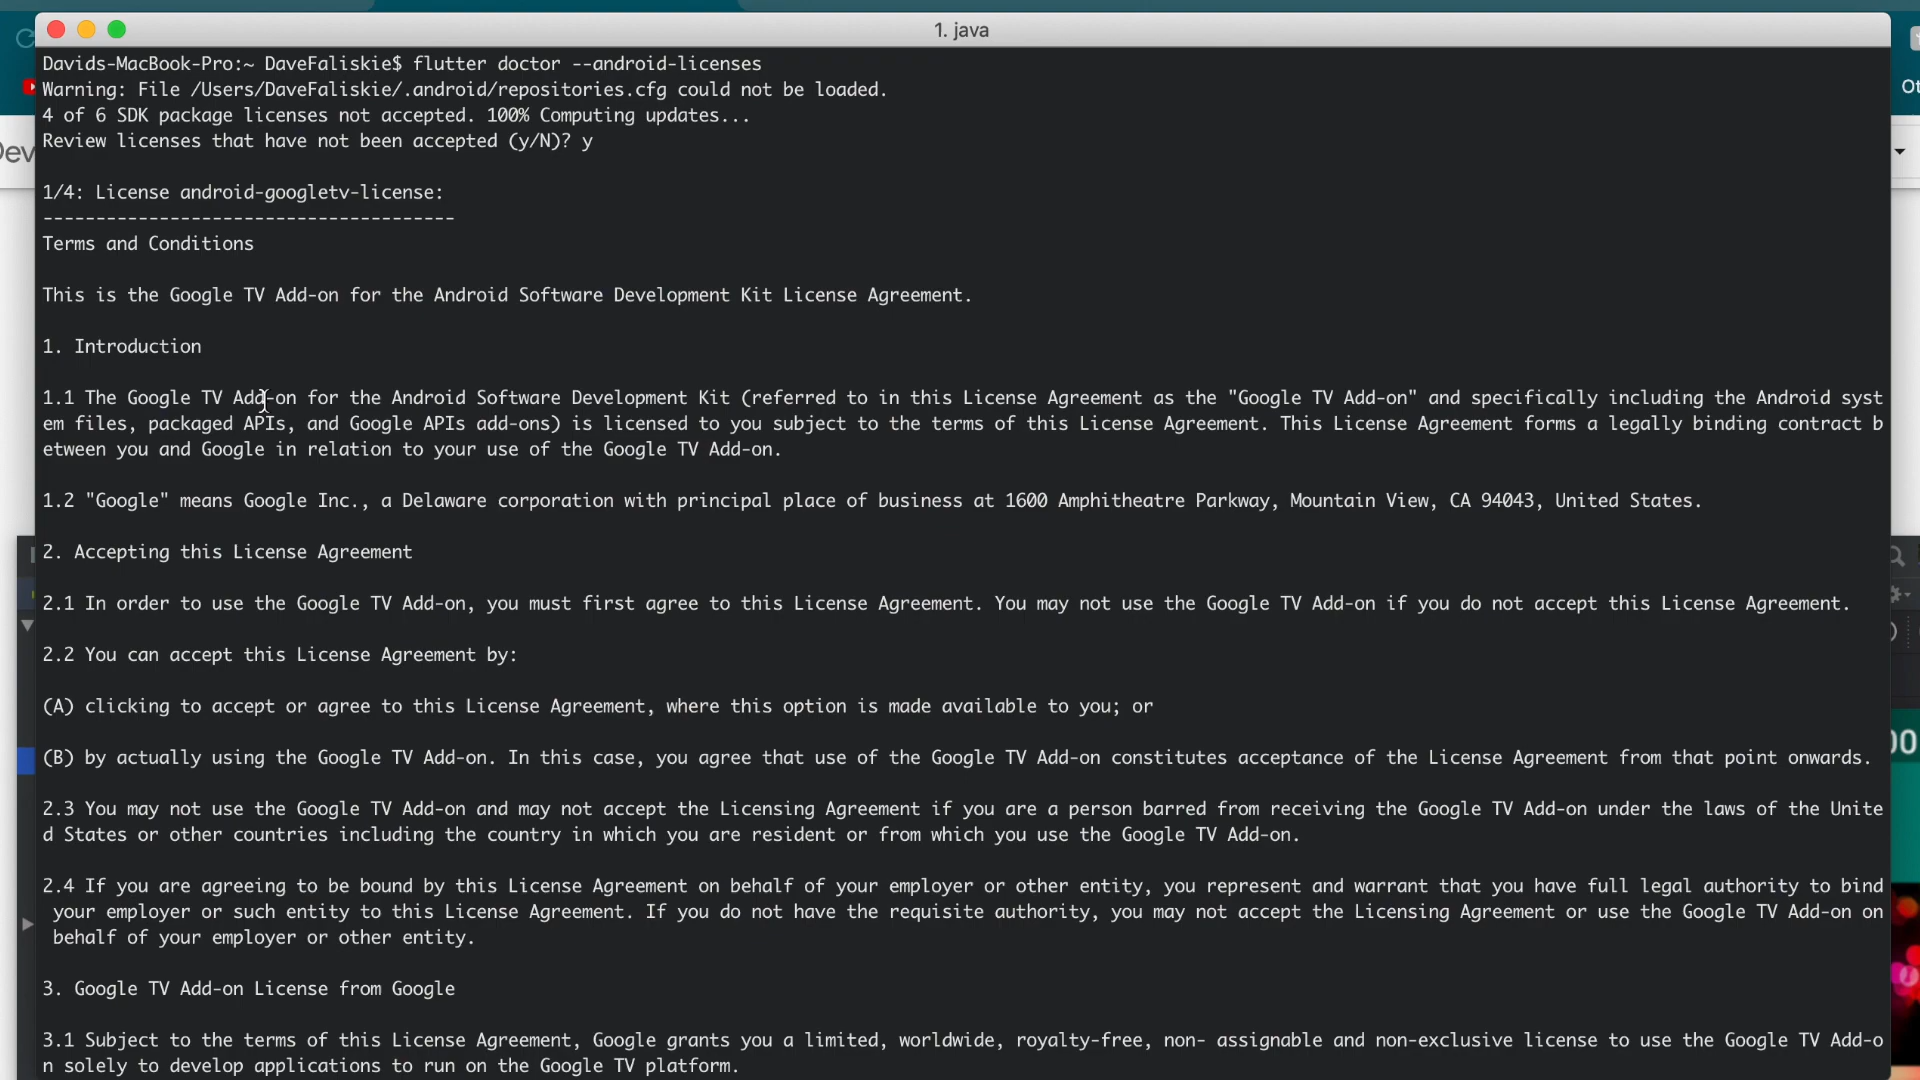 1. java
Davids-MacBook-Pro:~ DaveFaliskie$ flutter doctor --android-licenses
Warning: File /Users/DaveFaliskie/.android/repositories.cfg could not be loaded.
4 of 6 SDK package licenses not accepted. 100% Computing updates...
Review licenses that have not been accepted (y/N)? y
1/4: License android-googletv-license:
---------------------------------------
Terms and Conditions
This is the Google TV Add-on for the Android Software Development Kit License Agreement.
1. Introduction
1.1 The Google TV Add-on for the Android Software Development Kit (referred to in this License Agreement as the "Google TV Add-on" and specifically including the Android syst
em files, packaged APIs, and Google APIs add-ons) is licensed to you subject to the terms of this License Agreement. This License Agreement forms a legally binding contract b
etween you and Google in relation to your use of the Google TV Add-on.
1.2 "Google" means Google Inc., a Delaware corporation with principal place of business at 1600 Amphitheatre Parkway, Mountain View, CA 94043, United States.
2. Accepting this License Agreement
2.1 In order to use the Google TV Add-on, you must first agree to this License Agreement. You may not use the Google TV Add-on if you do not accept this License Agreement.
2.2 You can accept this License Agreement by:
(A) clicking to accept or agree to this License Agreement, where this option is made available to you; or
(B) by actually using the Google TV Add-on. In this case, you agree that use of the Google TV Add-on constitutes acceptance of the License Agreement from that point onwards.
2.3 You may not use the Google TV Add-on and may not accept the Licensing Agreement if you are a person barred from receiving the Google TV Add-on under the laws of the Unite
d States or other countries including the country in which you are resident or from which you use the Google TV Add-on.
2.4 If you are agreeing to be bound by this License Agreement on behalf of your employer or other entity, you represent and warrant that you have full legal authority to bind
your employer or such entity to this License Agreement. If you do not have the requisite authority, you may not accept the Licensing Agreement or use the Google TV Add-on on
behalf of your employer or other entity.
3. Google TV Add-on License from Google
3.1 Subject to the terms of this License Agreement, Google grants you a limited, worldwide, royalty-free, non- assignable and non-exclusive license to use the Google TV Add-o
n solely to develop applications to run on the Google TV platform.